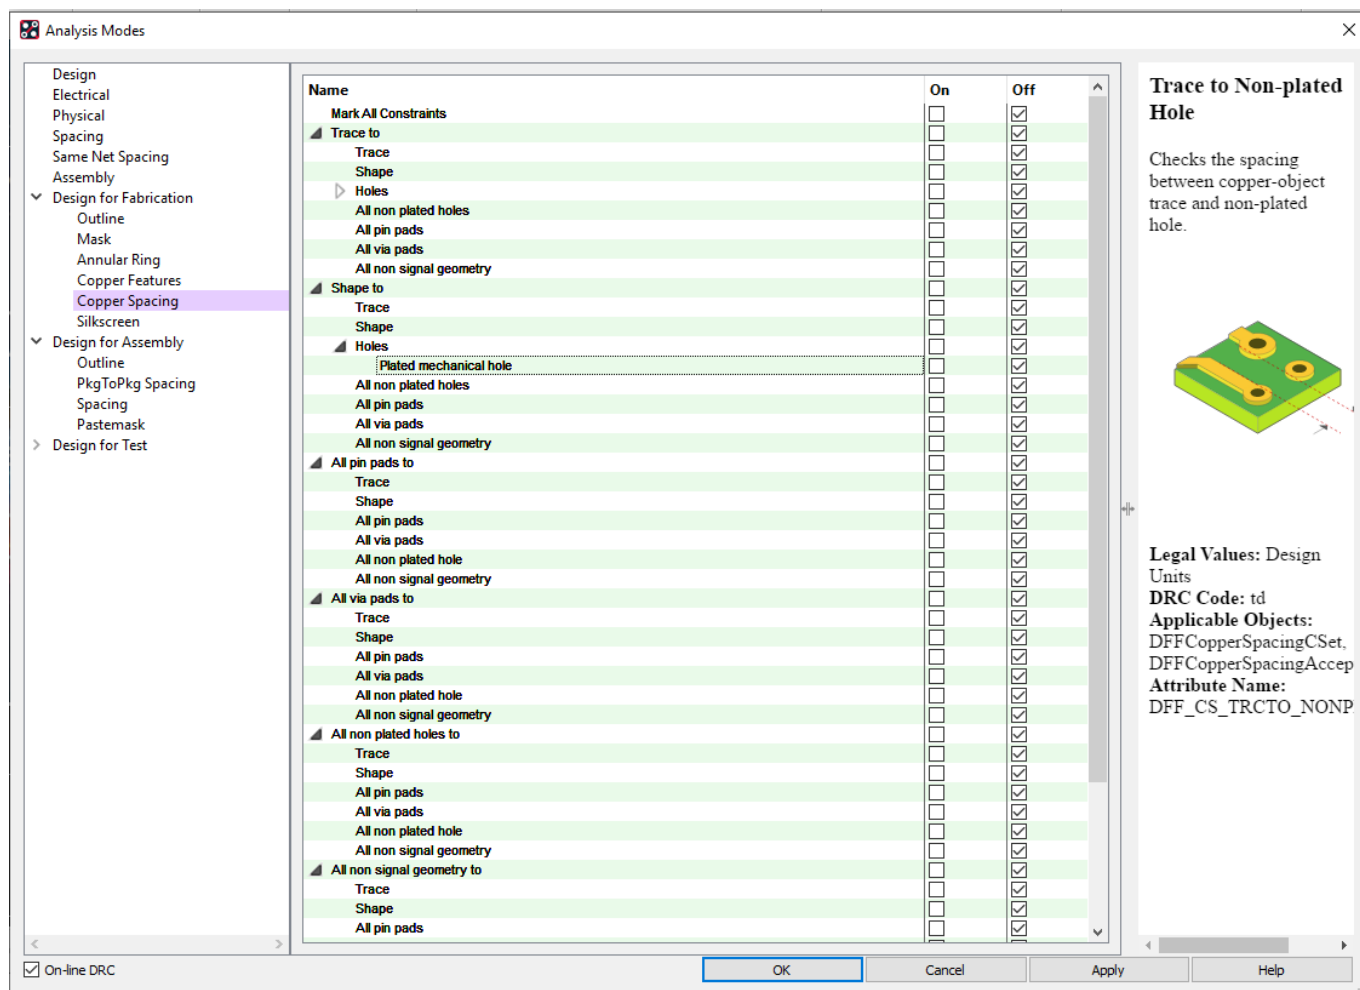 Analysis Modes
Design
Electrical
Physical
Spacing
Same Net Spacing
Assembly
Design for Fabrication
Outline
Mask
Annular Ring
Copper Features
Copper Spacing
Silkscreen
Design for Assembly
Outline
PkgToPkg Spacing
Spacing
Pastemask
Design for Test
Name On Off
Mark All Constraints
Trace to
Trace
Shape
Holes
All non plated holes
All pin pads
All via pads
All non signal geometry
Shape to
Trace
Shape
Holes
Plated mechanical hole
All non plated holes
All pin pads
All via pads
All non signal geometry
All pin pads to
Trace
Shape
All pin pads
All via pads
All non plated hole
All non signal geometry
All via pads to
Trace
Shape
All pin pads
All via pads
All non plated hole
All non signal geometry
All non plated holes to
Trace
Shape
All pin pads
All via pads
All non plated hole
All non signal geometry
All non signal geometry to
Trace
Shape
All pin pads
Trace to Non-plated
Hole
Checks the spacing
between copper-object
trace and non-plated
hole.
Legal Values: Design
Units
DRC Code: td
Applicable Objects:
DFFCopperSpacingCSet,
DFFCopperSpacingAccep
Attribute Name:
DFF_CS_TRCTO_NONP
On-line DRC
OK Cancel Apply Help